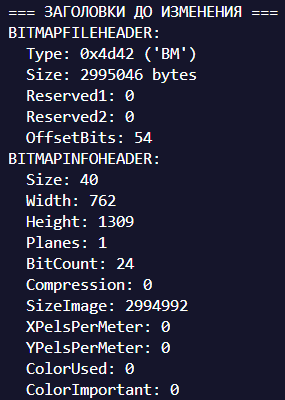 === ЗАГОЛОВКИ ДО ИЗМЕНЕНИЯ ===
BITMAPFILEHEADER:
  Type: 0x4d42 ('BM')
  Size: 2995046 bytes
  Reserved1: 0
  Reserved2: 0
  OffsetBits: 54
BITMAPINFOHEADER:
  Size: 40
  Width: 762
  Height: 1309
  Planes: 1
  BitCount: 24
  Compression: 0
  SizeImage: 2994992
  XPelsPerMeter: 0
  YPelsPerMeter: 0
  ColorUsed: 0
  ColorImportant: 0